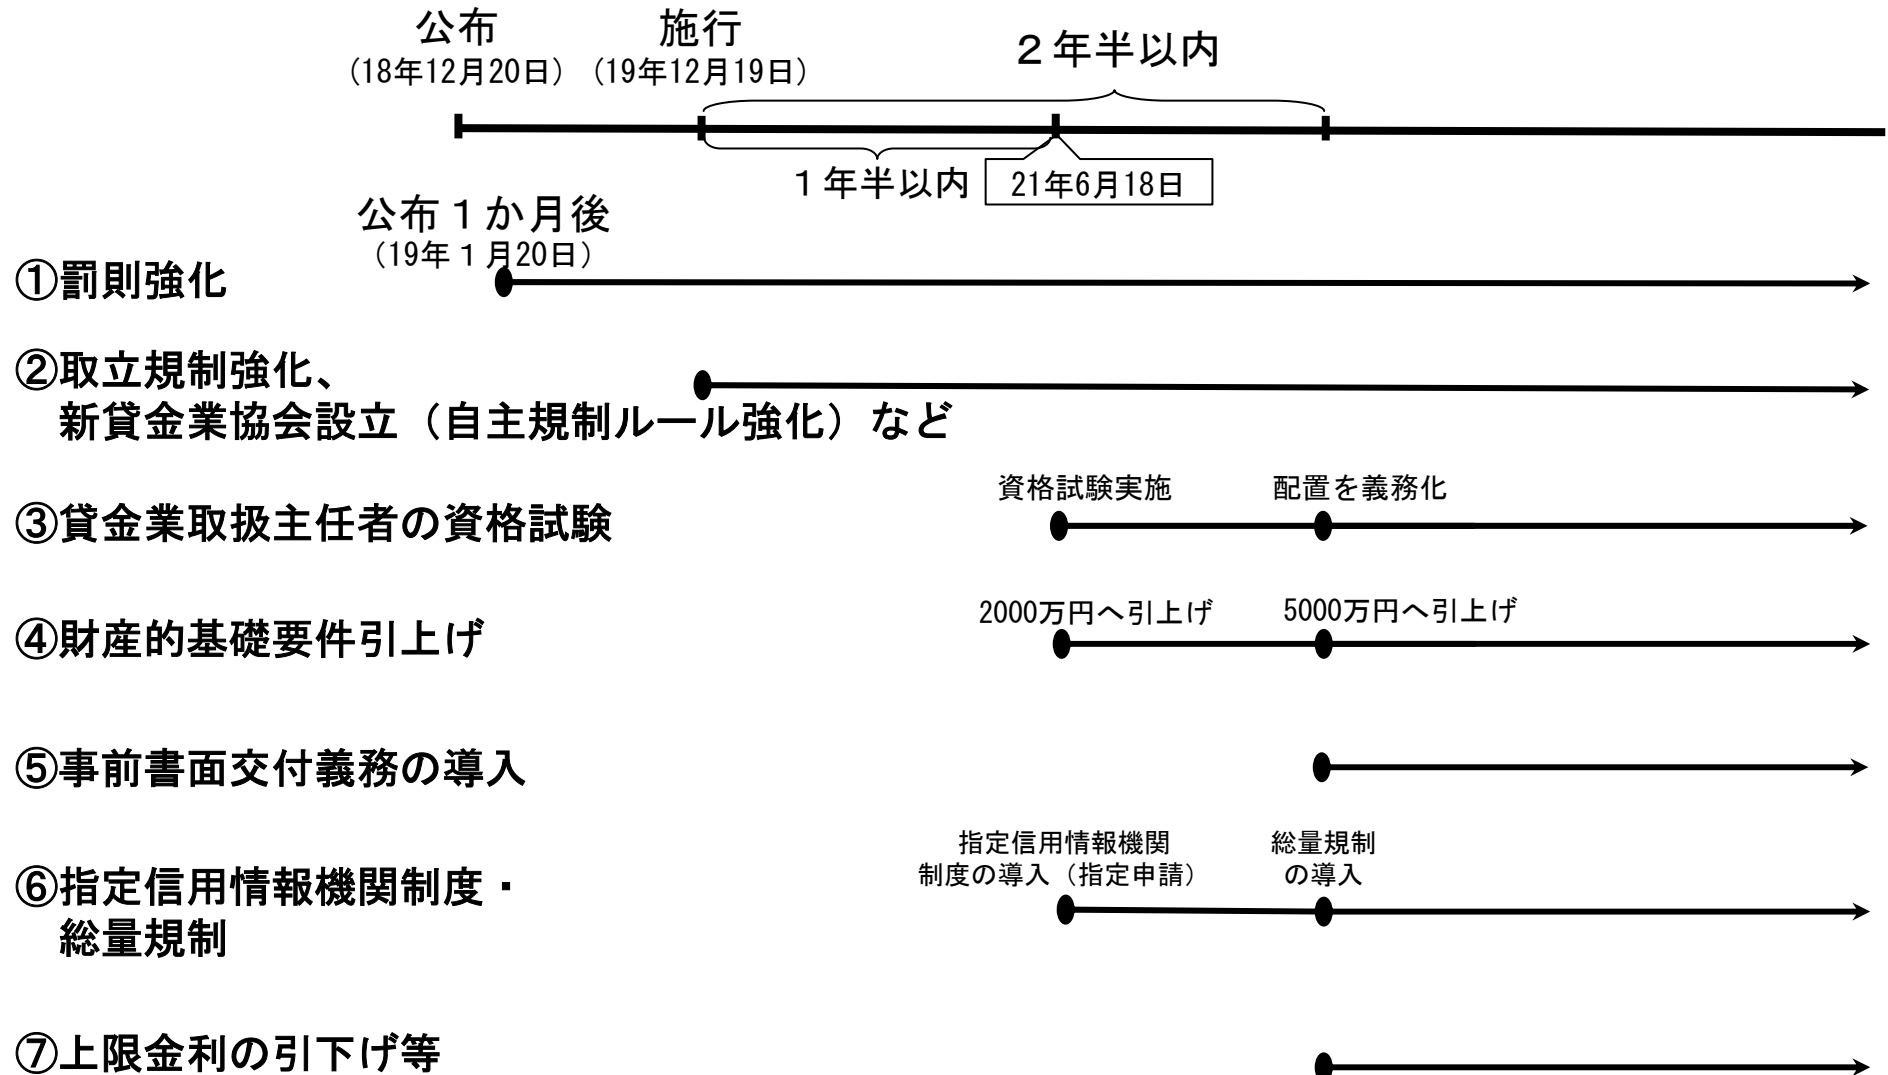 公布
施行
２年半以内
（18年12月20日）
（19年12月19日）
１年半以内
21年6月18日
公布１か月後
（19年１月20日）
①罰則強化
②取立規制強化、
新貸金業協会設立（自主規制ルール強化）など
資格試験実施
配置を義務化
③貸金業取扱主任者の資格試験
2000万円へ引上げ
5000万円へ引上げ
④財産的基礎要件引上げ
⑤事前書面交付義務の導入
指定信用情報機関
制度の導入（指定申請）
総量規制
の導入
⑥指定信用情報機関制度・
総量規制
⑦上限金利の引下げ等